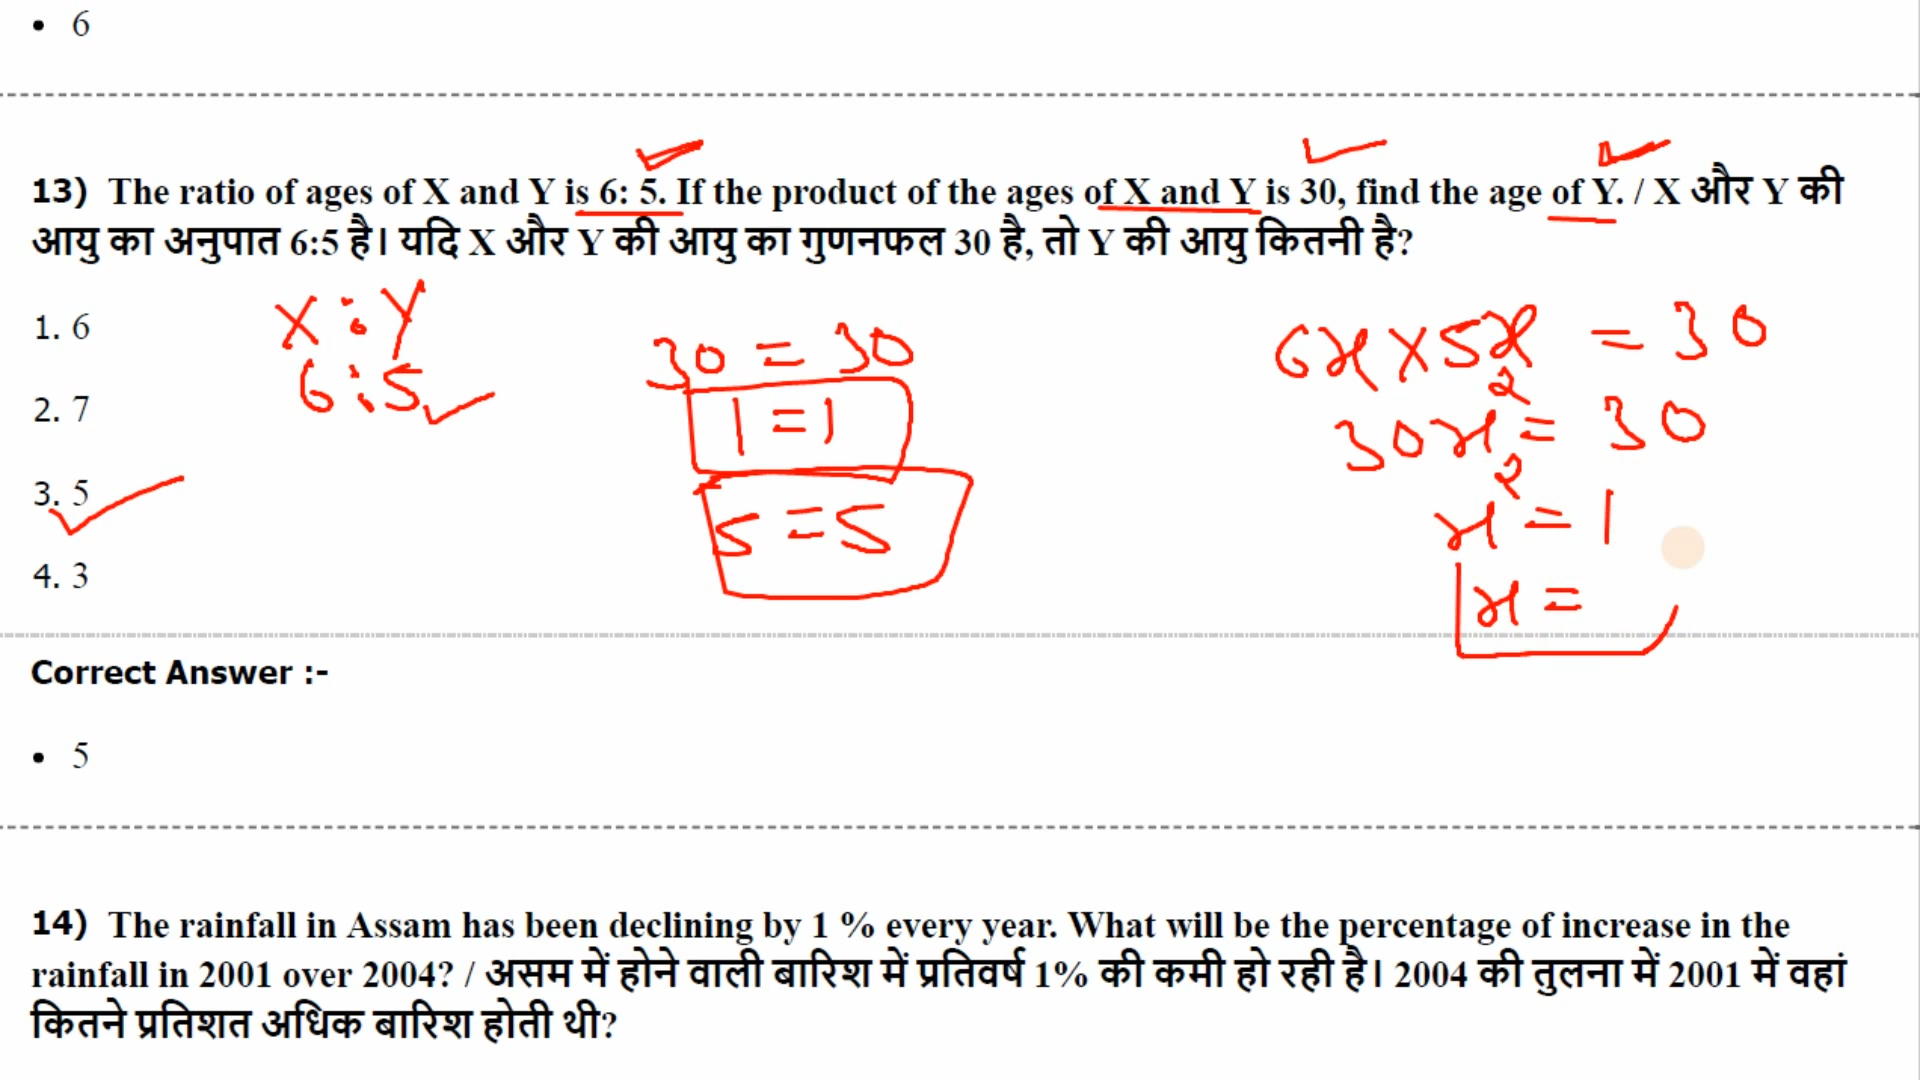 • 6
13) The ratio of ages of X and Y is 6: 5. If the product of the ages of X and Y is 30, find the age of Y. / X और Y की
आयु का अनुपात 6:5 है। यदि X और Y की आयु का गुणनफल 30 है, तो Y की आयु कितनी है?
X : Y
6 : 5
1. 6
2. 7
3. 5
4. 3
30 = 30
1 = 1
5 = 5
6x × 5x = 30
30x² = 30
x² = 1
x =
Correct Answer :-
• 5
14) The rainfall in Assam has been declining by 1 % every year. What will be the percentage of increase in the
rainfall in 2001 over 2004? / असम में होने वाली बारिश में प्रतिवर्ष 1% की कमी हो रही है। 2004 की तुलना में 2001 में वहां
कितने प्रतिशत अधिक बारिश होती थी?